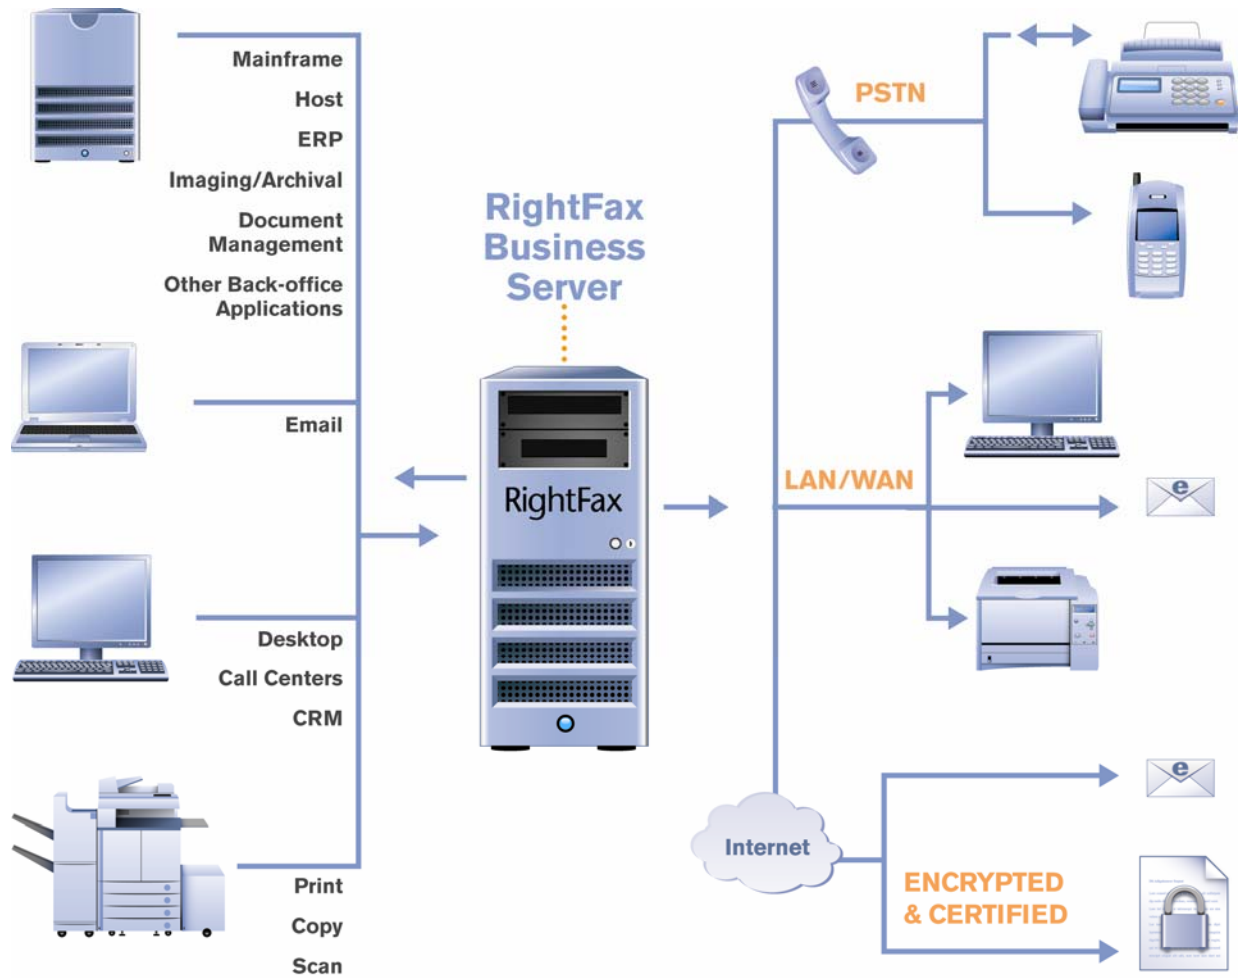 Mainframe
Host
ERP
Imaging/Archival
Document
Management
Other Back-office
Applications
Email
Desktop
Call Centers
CRM
Print
Copy
Scan
RightFax
Business
Server
RightFax
PSTN
LAN/WAN
e
e
Internet
ENCRYPTED
& CERTIFIED